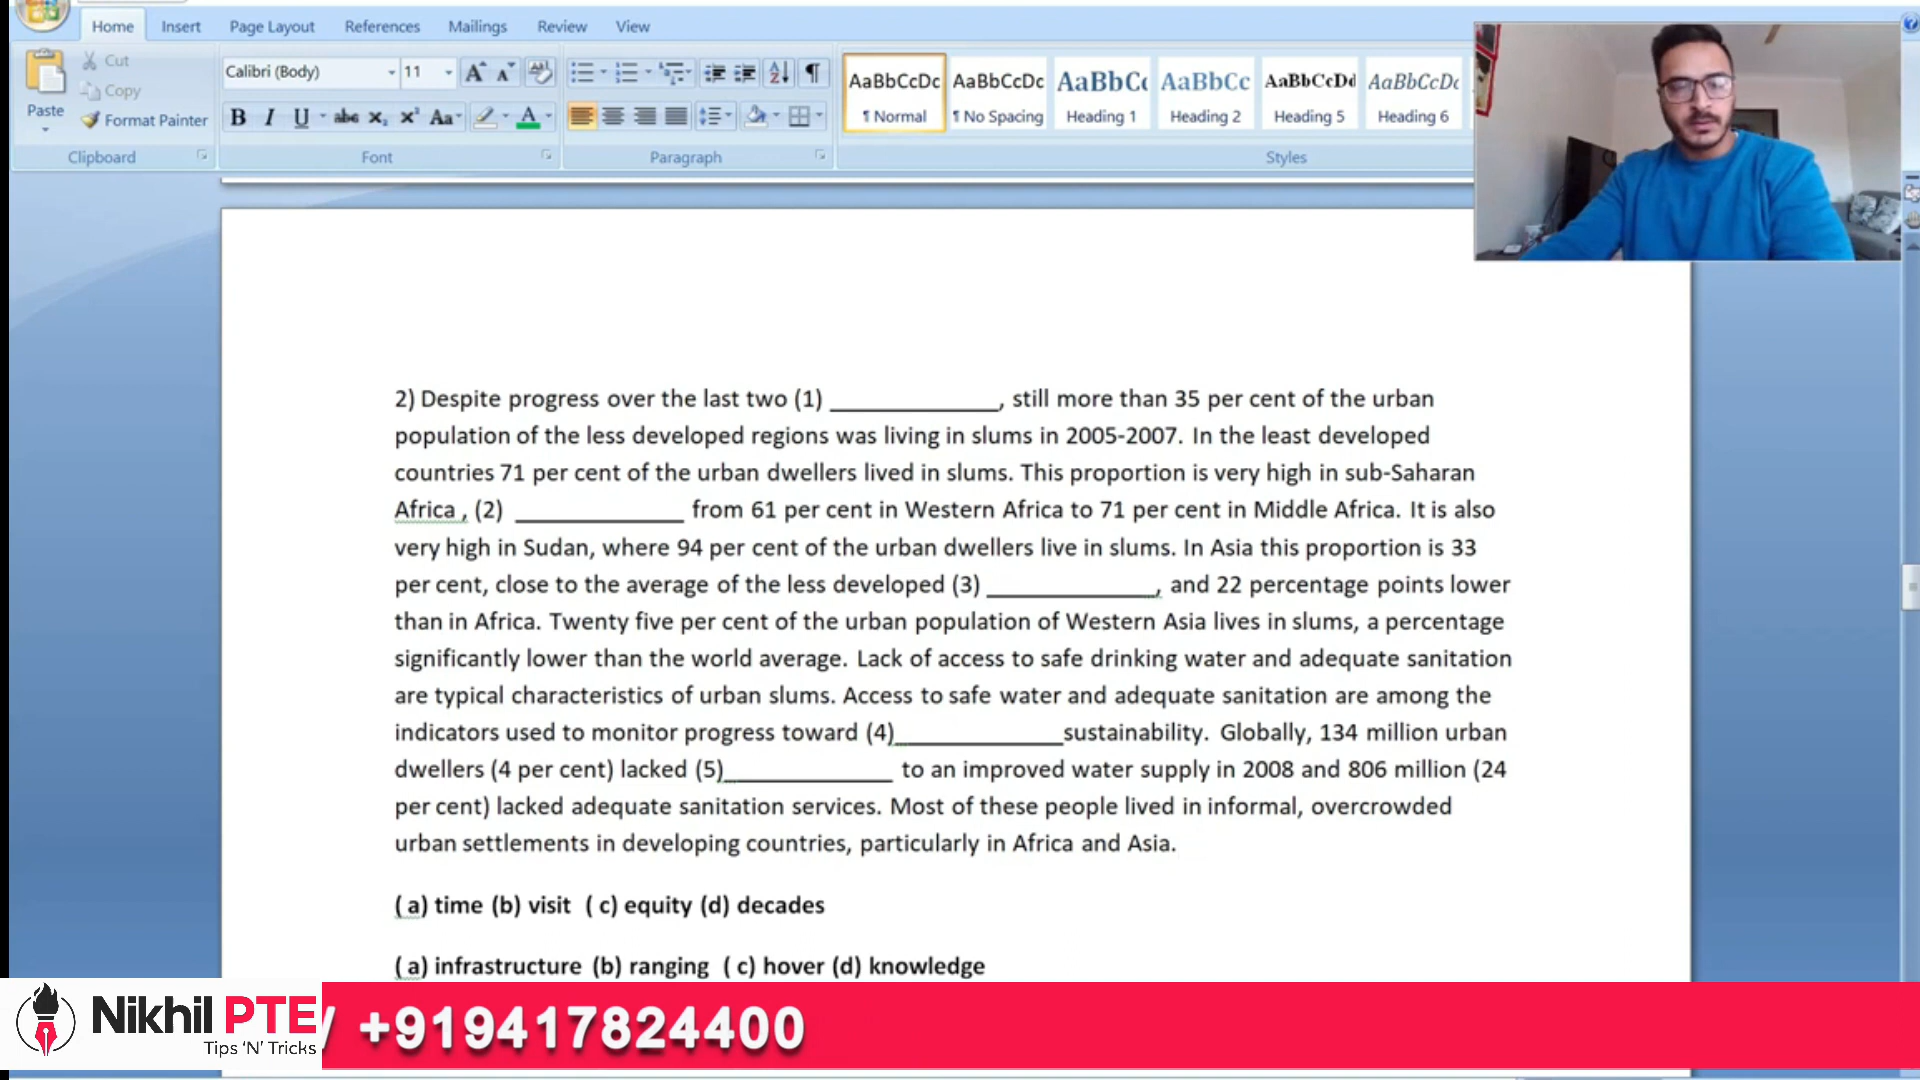 Home Insert Page Layout References Mailings Review View
Cut
Copy
Paste
Format Painter
Clipboard
Calibri (Body) 11
B I U abc X₂ X² Aa A
Font
Paragraph
AaBbCcDc AaBbCcDc AaBbC AaBbCc AaBbCcDd AaBbCcDc
¶ Normal ¶ No Spacing Heading 1 Heading 2 Heading 5 Heading 6
Styles
2) Despite progress over the last two (1) ______________, still more than 35 per cent of the urban
population of the less developed regions was living in slums in 2005-2007. In the least developed
countries 71 per cent of the urban dwellers lived in slums. This proportion is very high in sub-Saharan
Africa , (2) ______________ from 61 per cent in Western Africa to 71 per cent in Middle Africa. It is also
very high in Sudan, where 94 per cent of the urban dwellers live in slums. In Asia this proportion is 33
per cent, close to the average of the less developed (3) ______________, and 22 percentage points lower
than in Africa. Twenty five per cent of the urban population of Western Asia lives in slums, a percentage
significantly lower than the world average. Lack of access to safe drinking water and adequate sanitation
are typical characteristics of urban slums. Access to safe water and adequate sanitation are among the
indicators used to monitor progress toward (4)______________sustainability. Globally, 134 million urban
dwellers (4 per cent) lacked (5)______________ to an improved water supply in 2008 and 806 million (24
per cent) lacked adequate sanitation services. Most of these people lived in informal, overcrowded
urban settlements in developing countries, particularly in Africa and Asia.
( a) time (b) visit ( c) equity (d) decades
( a) infrastructure (b) ranging ( c) hover (d) knowledge
Nikhil PTE
Tips 'N' Tricks
/ +919417824400